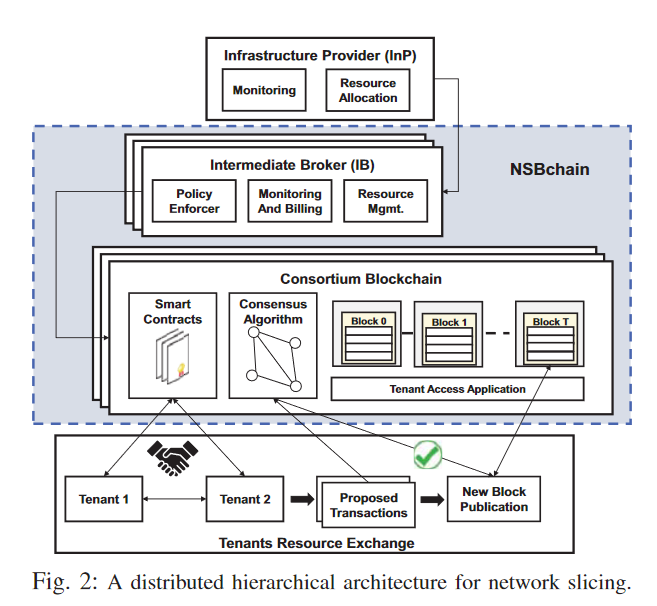 Infrastructure Provider (InP)
Monitoring
Resource
Allocation
NSBchain
Intermediate Broker (IB)
Policy
Enforcer
Monitoring
And Billing
Resource
Mgmt.
Consortium Blockchain
Smart
Contracts
Consensus
Algorithm
Block 0
Block 1
Block T
Tenant Access Application
Tenant 1
Tenant 2
Proposed
Transactions
New Block
Publication
Tenants Resource Exchange
Fig. 2: A distributed hierarchical architecture for network slicing.